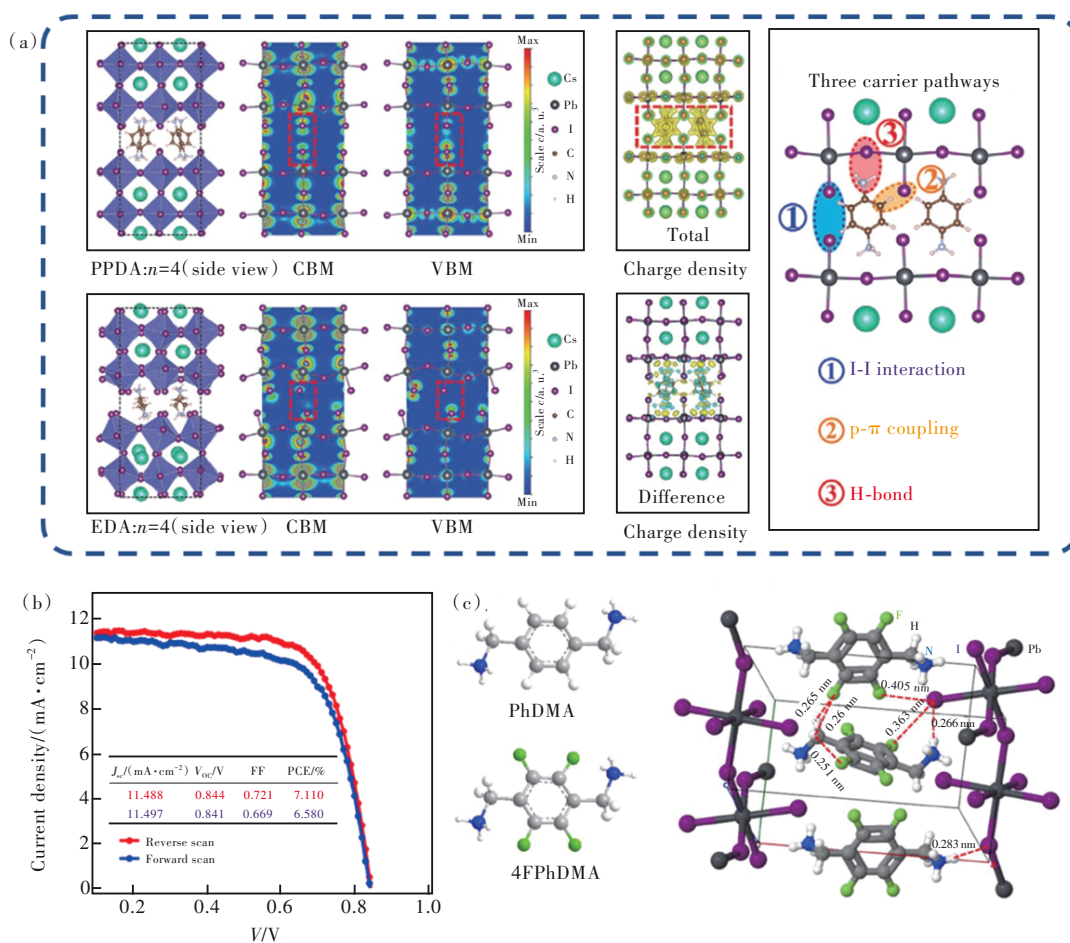 (a)
Max
Cs
Pb
I
C
N
H
Scale c/a. u.³
Min
PPDA:n=4(side view)
CBM
VBM
Total
Charge density
Three carrier pathways
③
②
①
①I-I interaction
②p-π coupling
③H-bond
Max
Cs
Pb
I
C
N
H
Scale c/a. u.³
Min
EDA:n=4(side view)
CBM
VBM
Difference
Charge density
(b)
Current density/(mA·cm⁻²)
12
10
8
6
4
2
0
Jsc/(mA·cm⁻²) VOC/V FF PCE/%
11.488 0.844 0.721 7.110
11.497 0.841 0.669 6.580
Reverse scan
Forward scan
0.2 0.4 0.6 0.8 1.0
V/V
(c).
PhDMA
4FPhDMA
F
H
N
I
Pb
0.265 nm
0.26 nm
0.405 nm
0.363 nm
0.266 nm
0.251 nm
0.283 nm